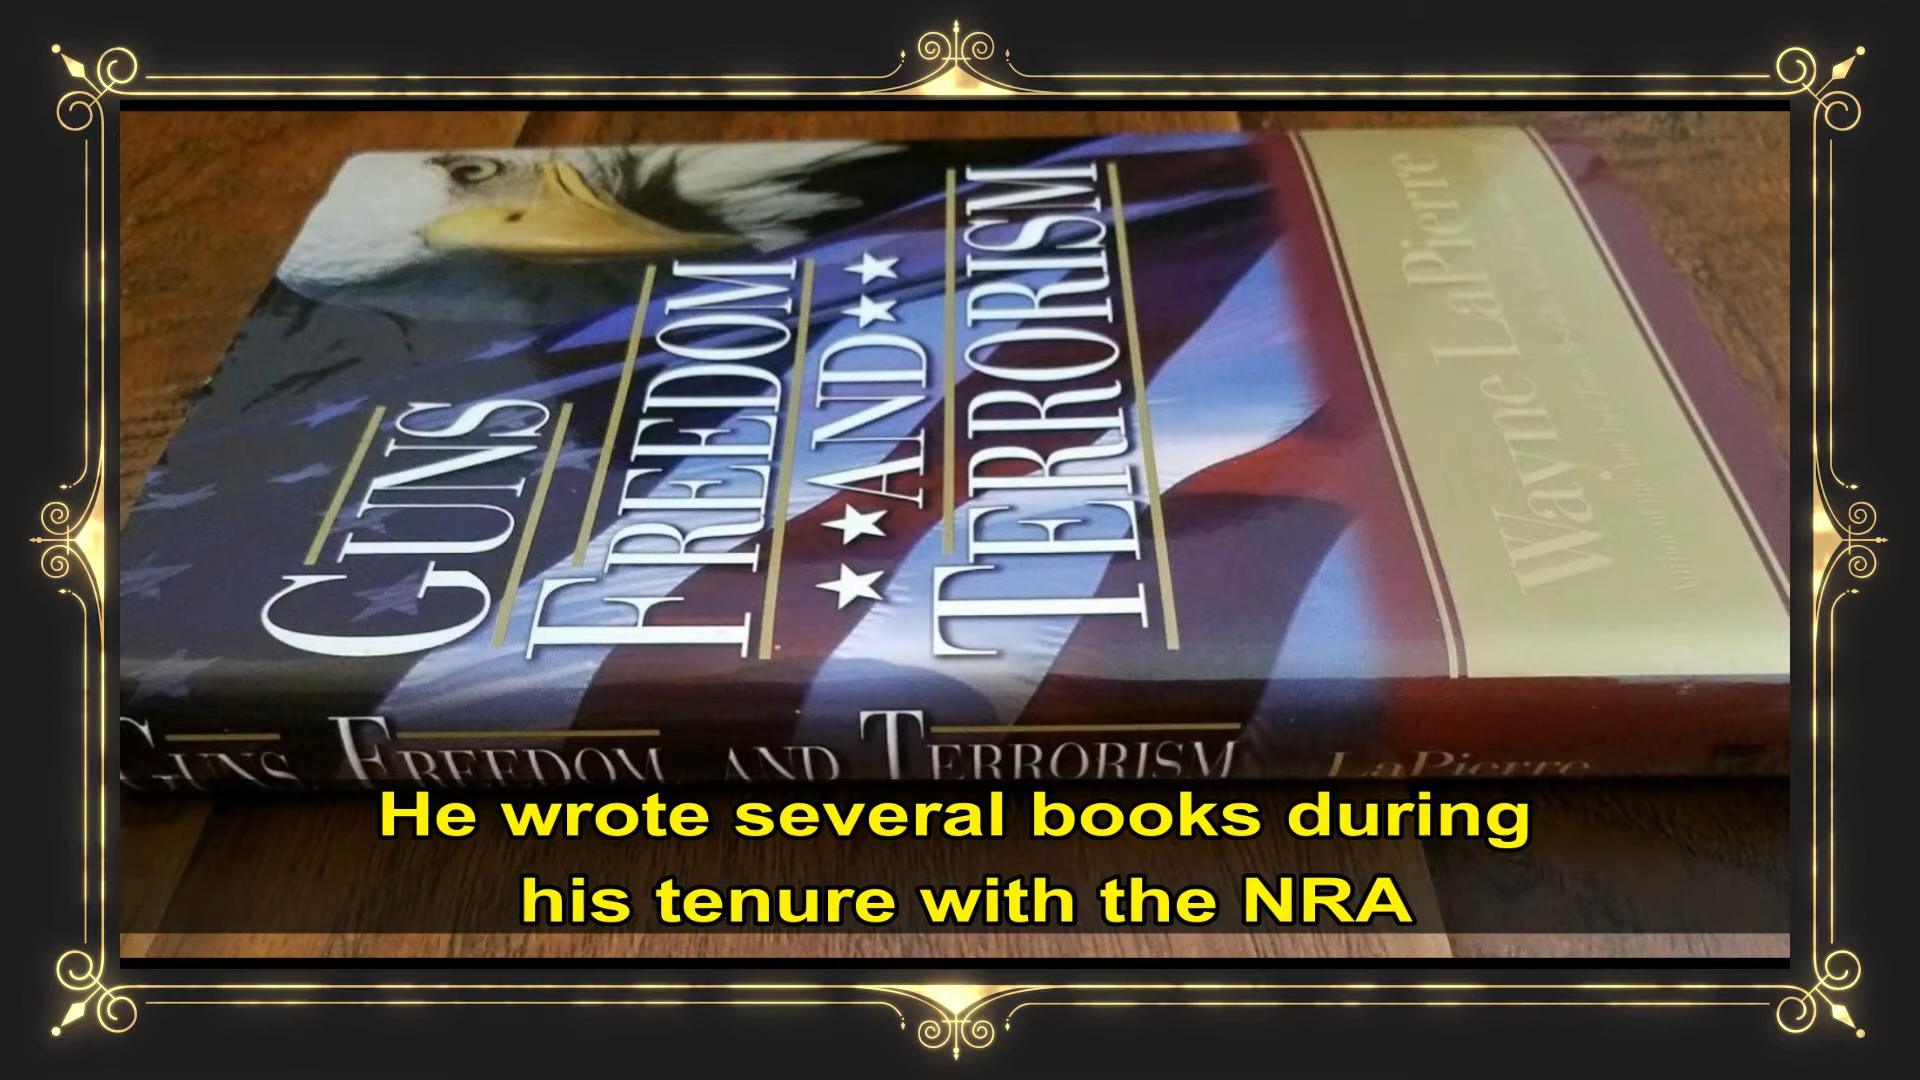 GUNS
FREEDOM
AND
TERRORISM
Wayne LaPierre
GUNS, FREEDOM, AND TERRORISM
LaPierre
He wrote several books during
his tenure with the NRA